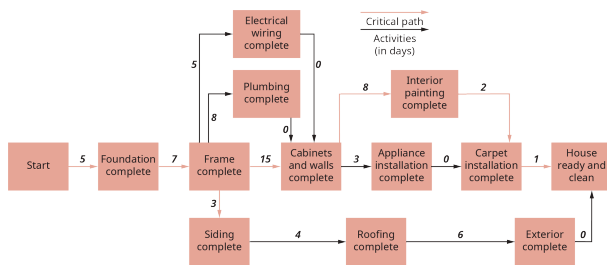 Electrical
wiring
complete
Critical path
Activities
(in days)
5
0
Plumbing
complete
8
Interior
painting
complete
2
8
0
Start
5
Foundation
complete
7
Frame
complete
15
Cabinets
and walls
complete
3
Appliance
installation
complete
0
Carpet
installation
complete
1
House
ready and
clean
3
Siding
complete
4
Roofing
complete
6
Exterior
complete
0